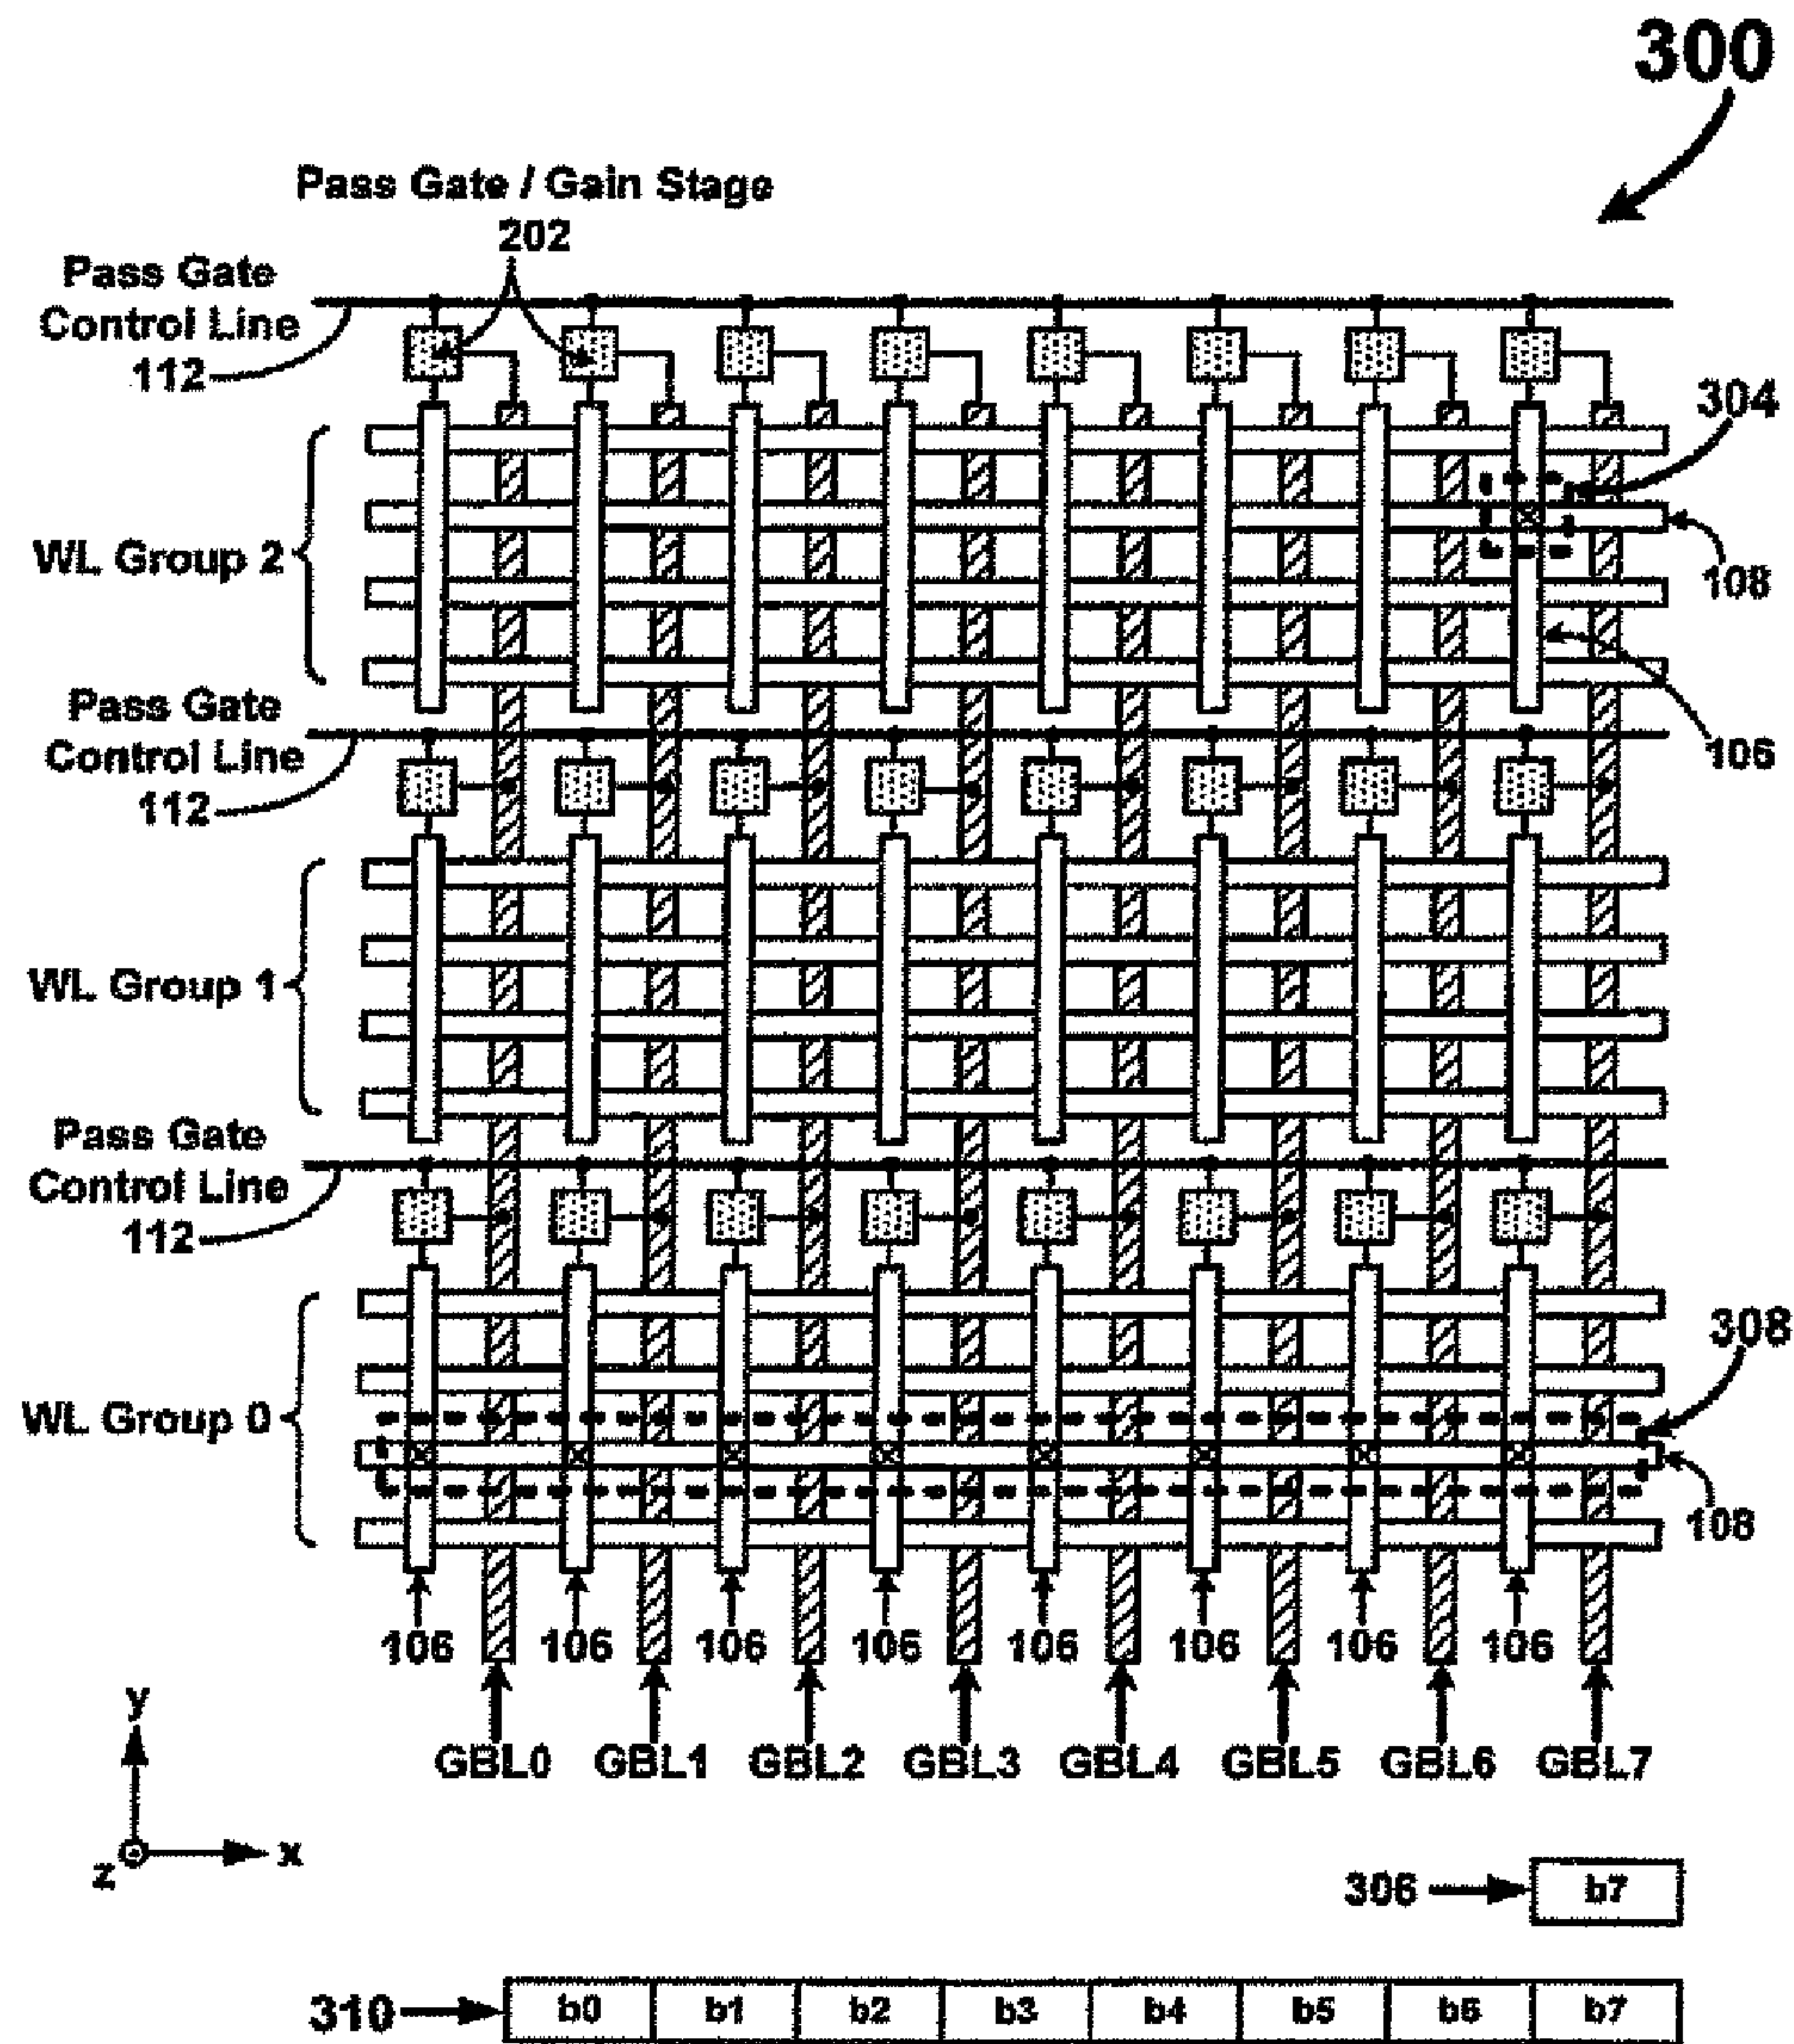 300
Pass Gate / Gain Stage
202
Pass Gate
Control Line
112
304
WL Group 2
108
Pass Gate
Control Line
112
106
WL Group 1
Pass Gate
Control Line
112
308
WL Group 0
108
106 106 106 106 106 106 106 106
GBL0 GBL1 GBL2 GBL3 GBL4 GBL5 GBL6 GBL7
y
z x
306 b7
310 b0 b1 b2 b3 b4 b5 b6 b7